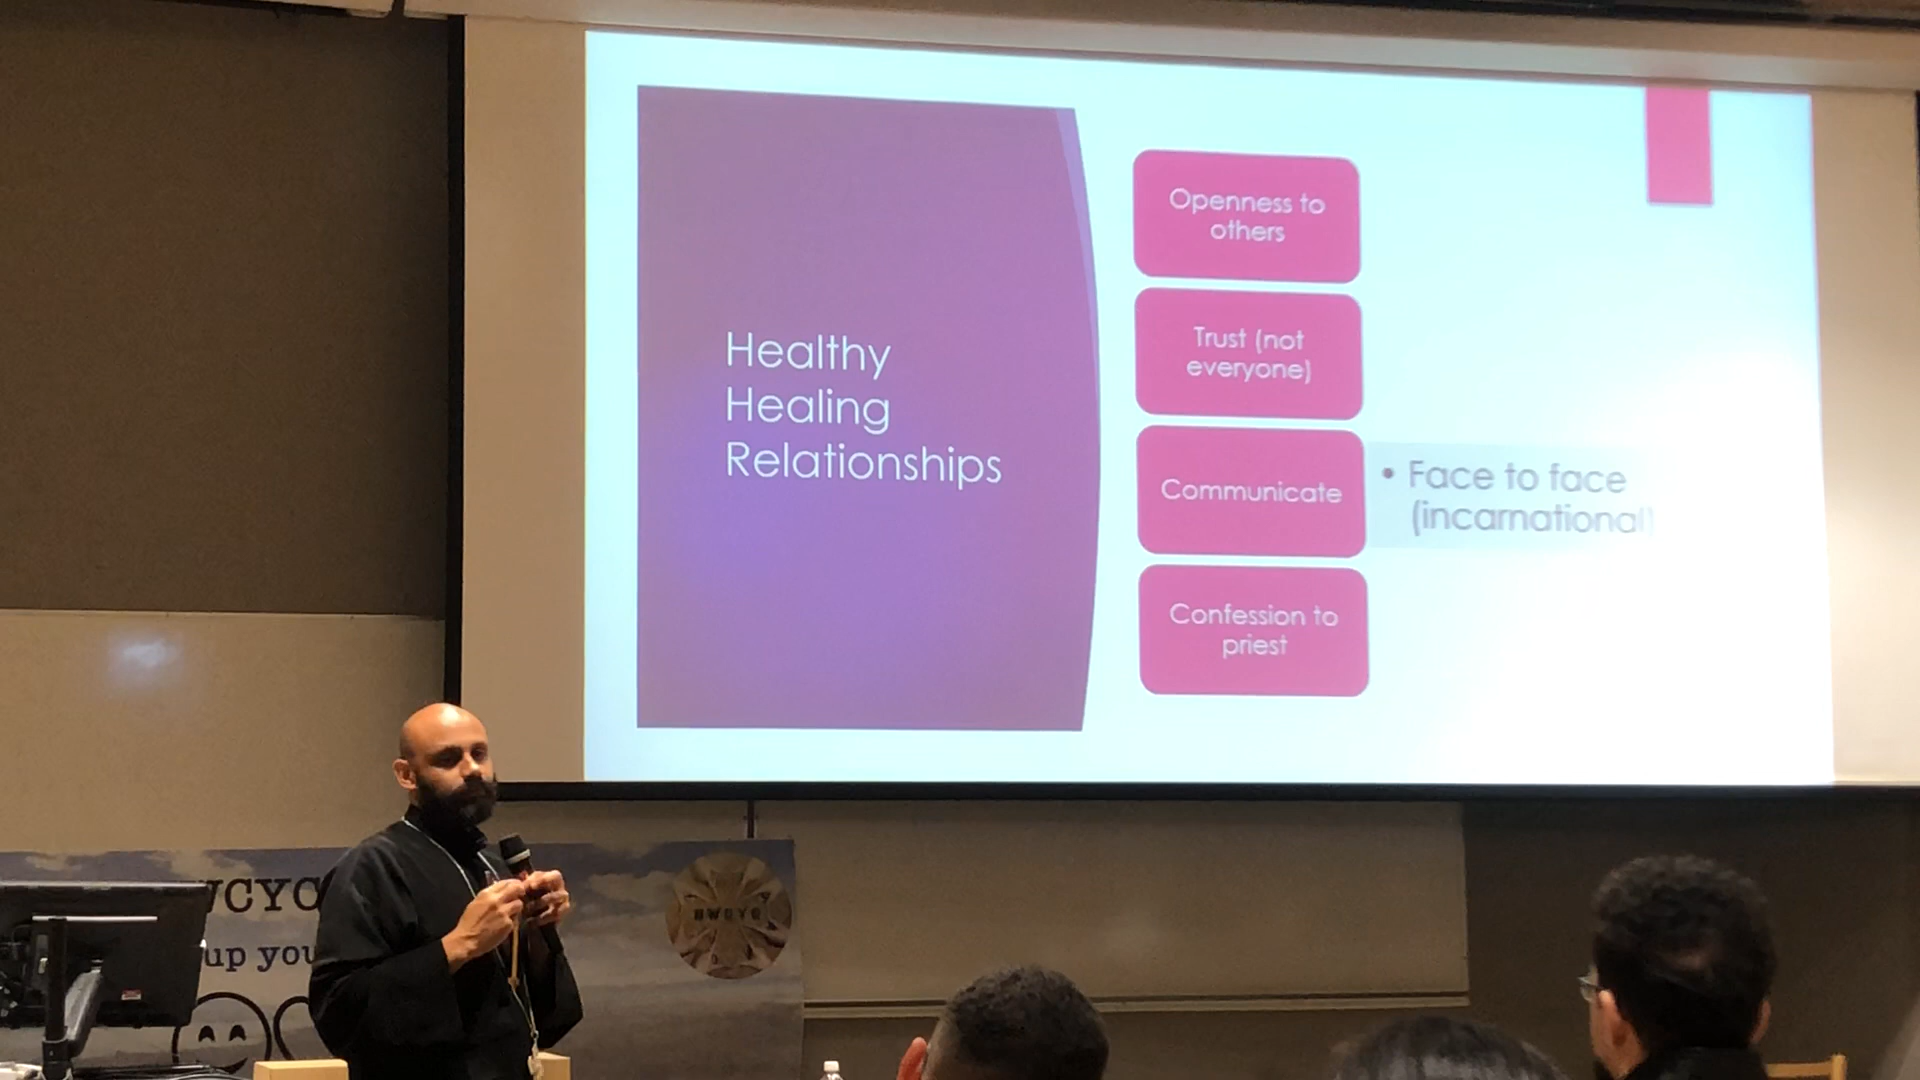 Healthy
Healing
Relationships
Openness to
others
Trust (not
everyone)
Communicate
• Face to face
(incarnational)
Confession to
priest
up you